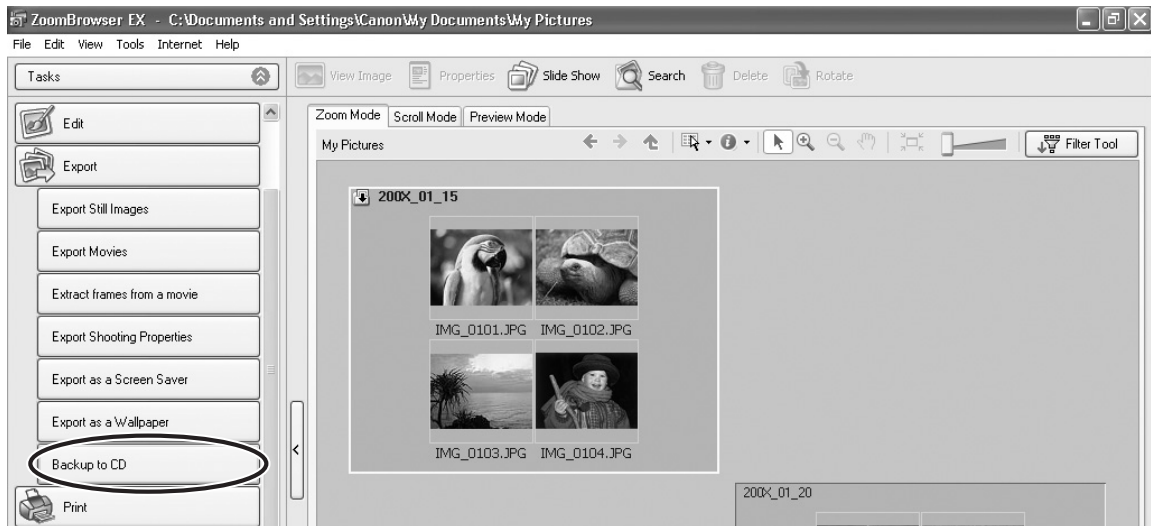 ZoomBrowser EX - C:\Documents and Settings\Canon\My Documents\My Pictures
File Edit View Tools Internet Help
Tasks
View Image Properties Slide Show Search Delete Rotate
Edit
Export
Export Still Images
Export Movies
Extract frames from a movie
Export Shooting Properties
Export as a Screen Saver
Export as a Wallpaper
Backup to CD
Print
Zoom Mode Scroll Mode Preview Mode
My Pictures
Filter Tool
200X_01_15
IMG_0101.JPG IMG_0102.JPG
IMG_0103.JPG IMG_0104.JPG
200X_01_20